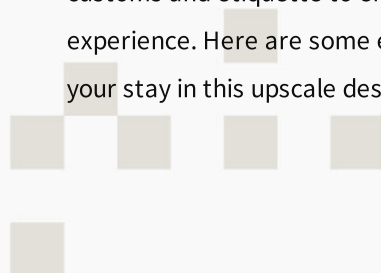 customs and etiquette to
experience. Here are some
your stay in this upscale